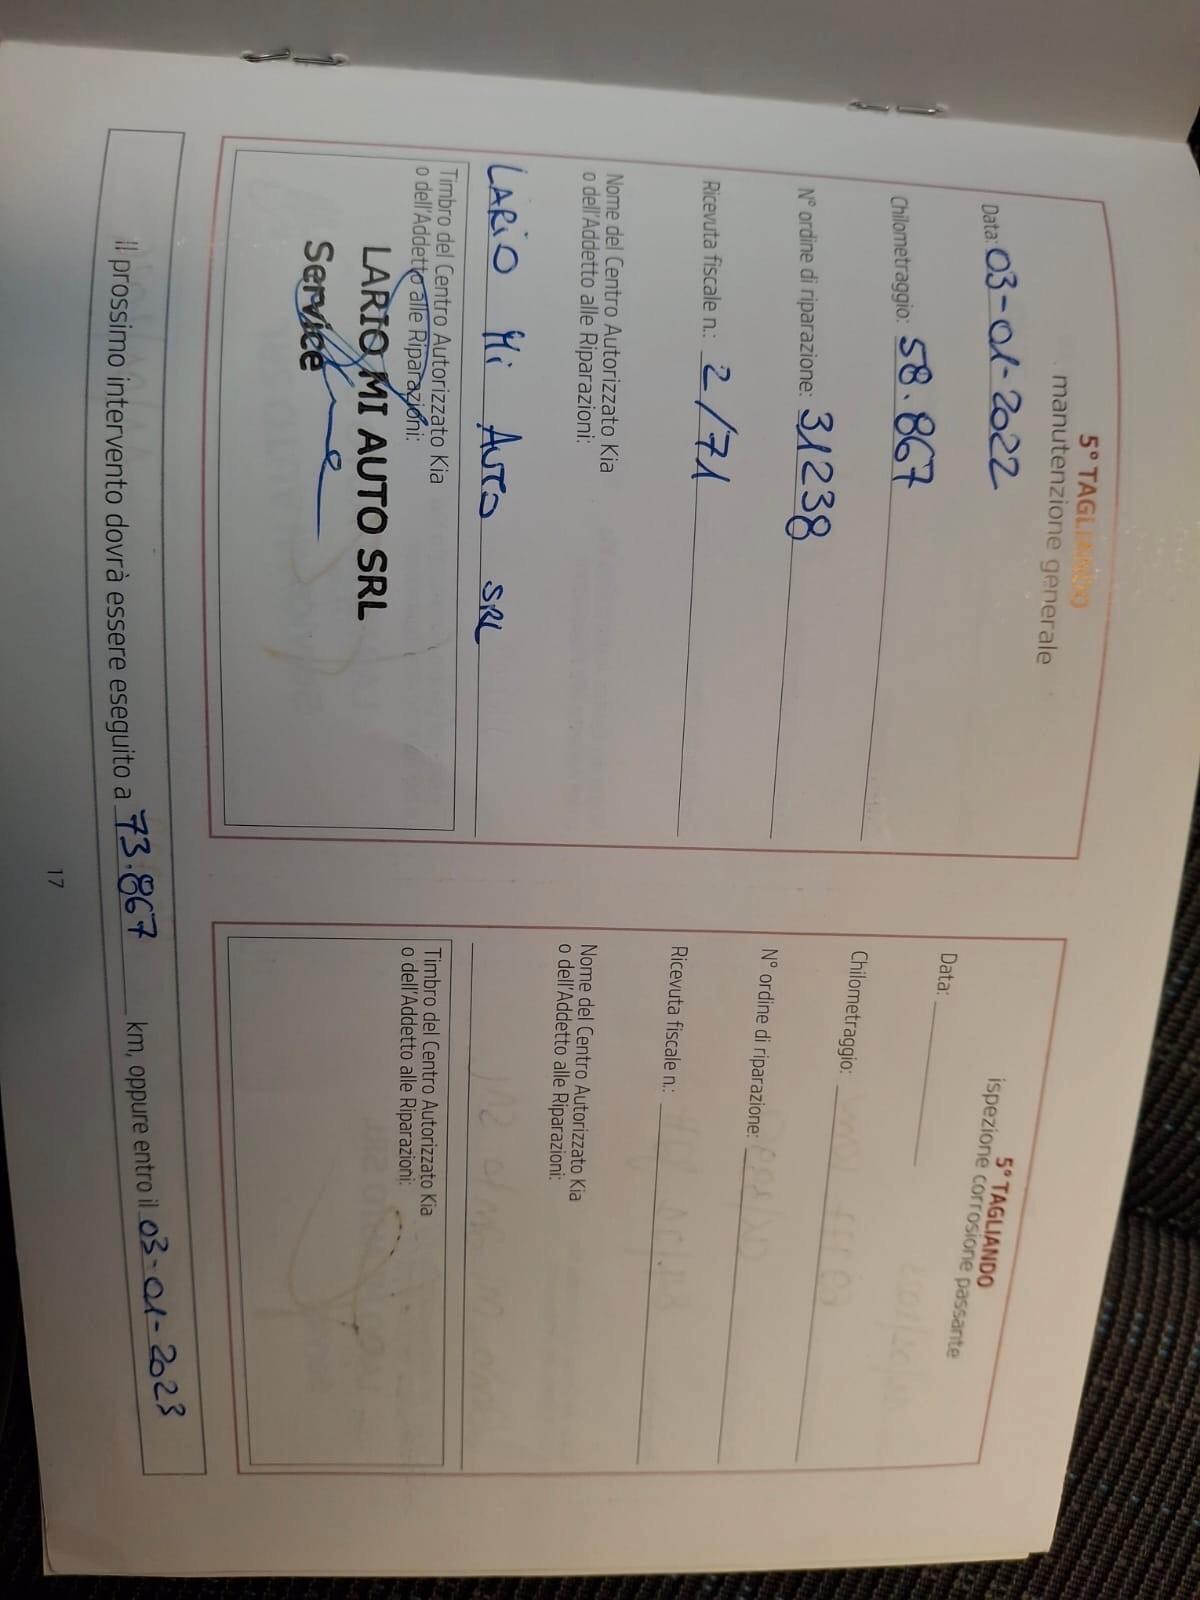 5° TAGLIANDO
manutenzione generale
Data: 03-01-2022
Chilometraggio: 58.867
N° ordine di riparazione: 31238
Ricevuta fiscale n.: 2/71
Nome del Centro Autorizzato Kia
o dell'Addetto alle Riparazioni:
LARIO Mi AUTO SRL
Timbro del Centro Autorizzato Kia
o dell'Addetto alle Riparazioni:
LARIO MI AUTO SRL
Service
5° TAGLIANDO
ispezione corrosione passante
Data:
Chilometraggio:
N° ordine di riparazione:
Ricevuta fiscale n.:
Nome del Centro Autorizzato Kia
o dell'Addetto alle Riparazioni:
Timbro del Centro Autorizzato Kia
o dell'Addetto alle Riparazioni:
Il prossimo intervento dovrà essere eseguito a 73.867 km, oppure entro il 03-01-2023
17